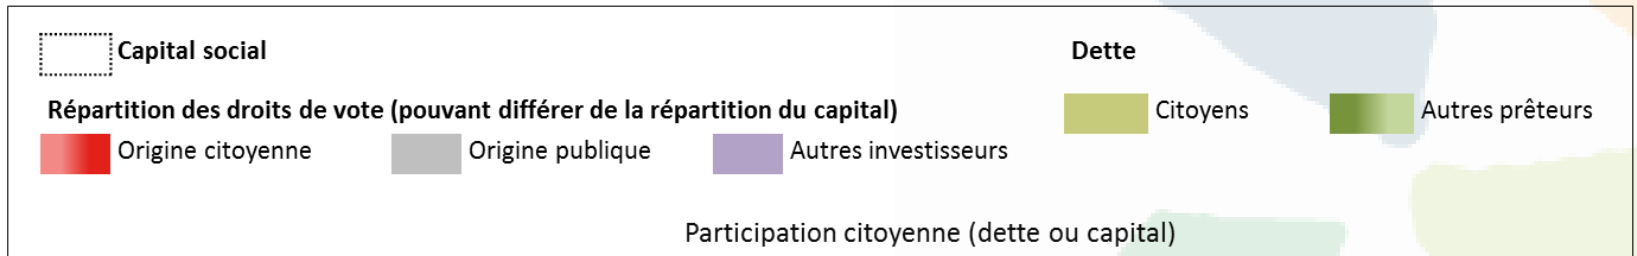 Capital social
Dette
Répartition des droits de vote (pouvant différer de la répartition du capital)
Citoyens
Autres prêteurs
Origine citoyenne
Origine publique
Autres investisseurs
Participation citoyenne (dette ou capital)